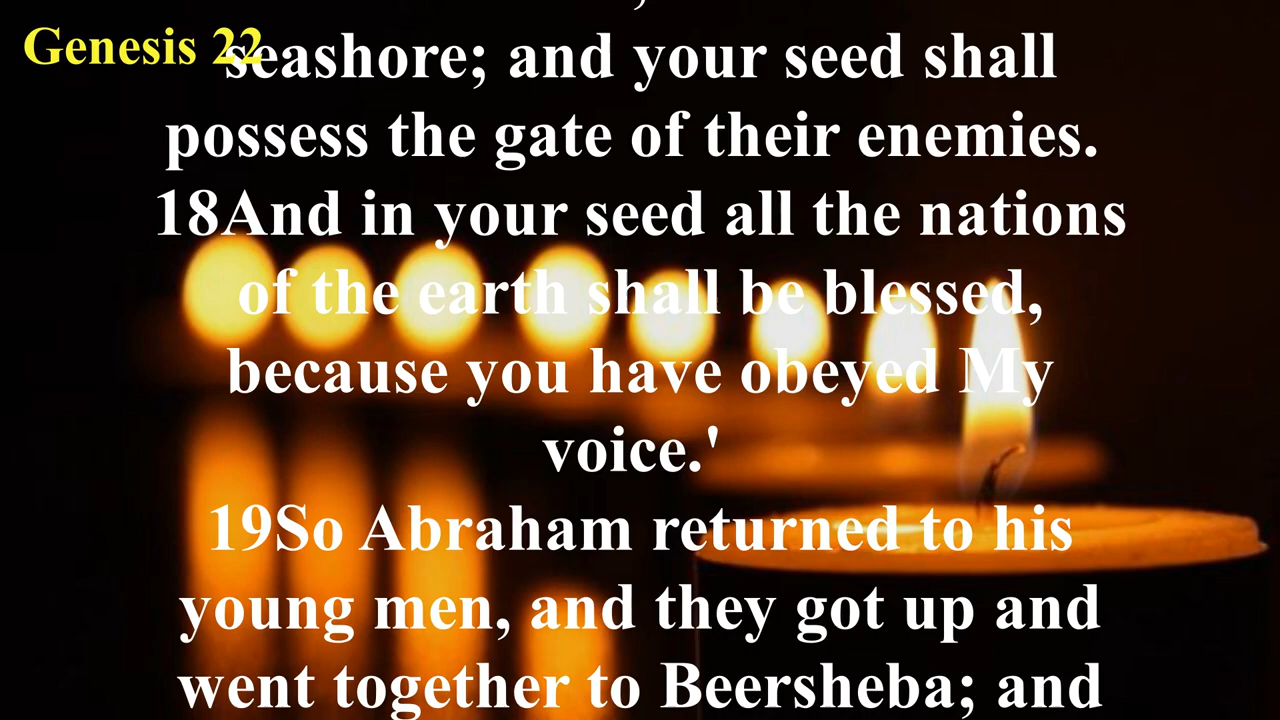 Genesis 22
seashore; and your seed shall
possess the gate of their enemies.
18And in your seed all the nations
of the earth shall be blessed,
because you have obeyed My
voice.'
19So Abraham returned to his
young men, and they got up and
went together to Beersheba; and